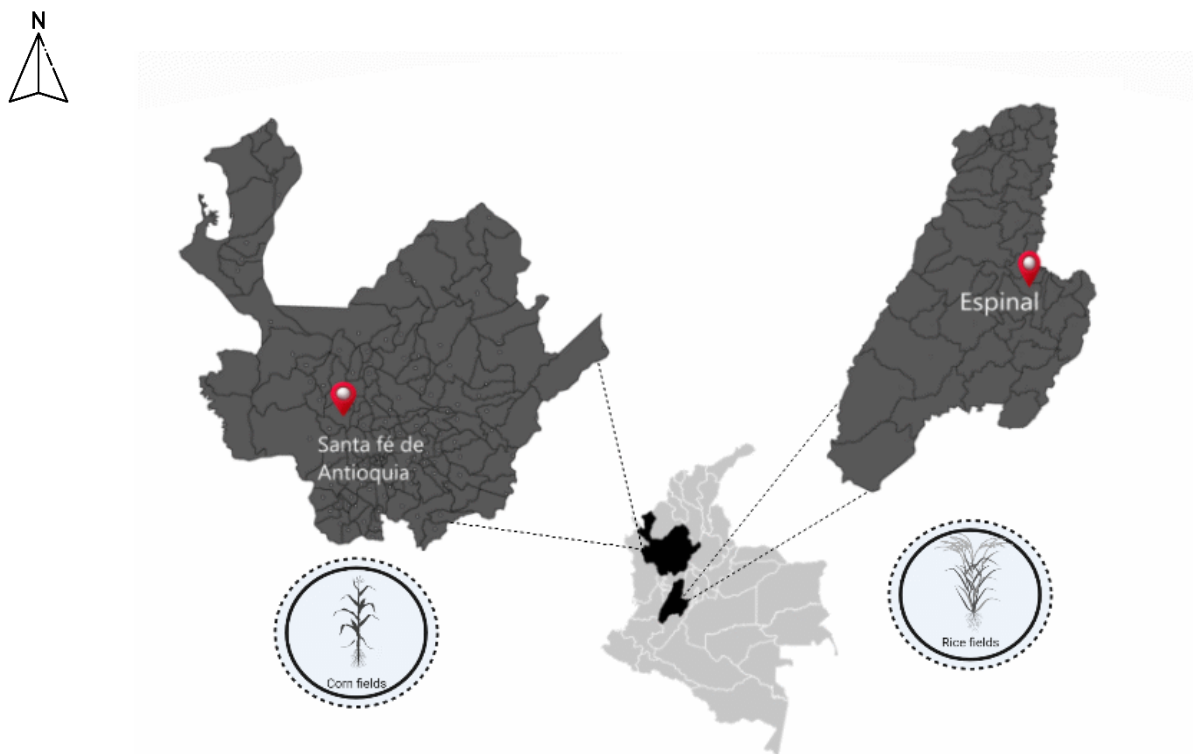 N
Espinal
Santa fé de
Antioquia
Rice fields
Corn fields